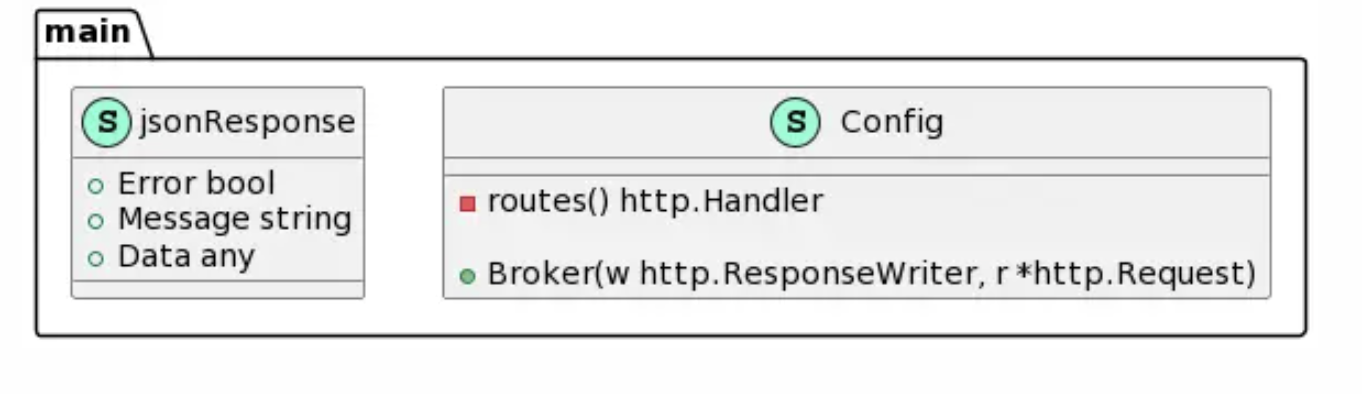 main
S jsonResponse
Error bool
Message string
Data any
S Config
routes() http.Handler
Broker(w http.ResponseWriter, r *http.Request)